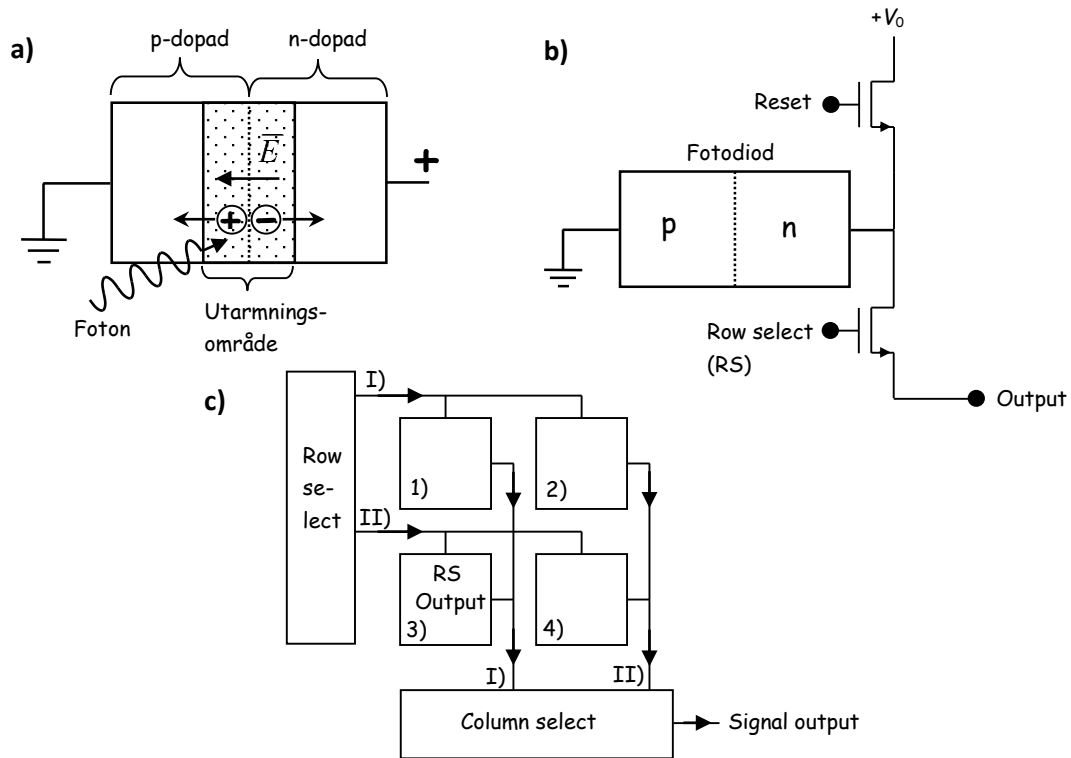 a)
p-dopad
n-dopad
E
+
+
−
Foton
Utarmnings-
område
b)
+V₀
Reset
Fotodiod
p
n
Row select
(RS)
Output
c)
Row
se-
lect
I)
II)
1)
2)
RS
Output
3)
4)
I)
II)
Column select
Signal output